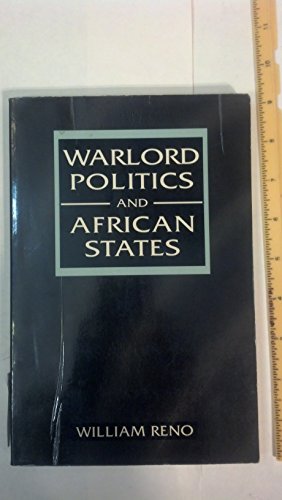 WARLORD
POLITICS
AND
AFRICAN
STATES
WILLIAM RENO